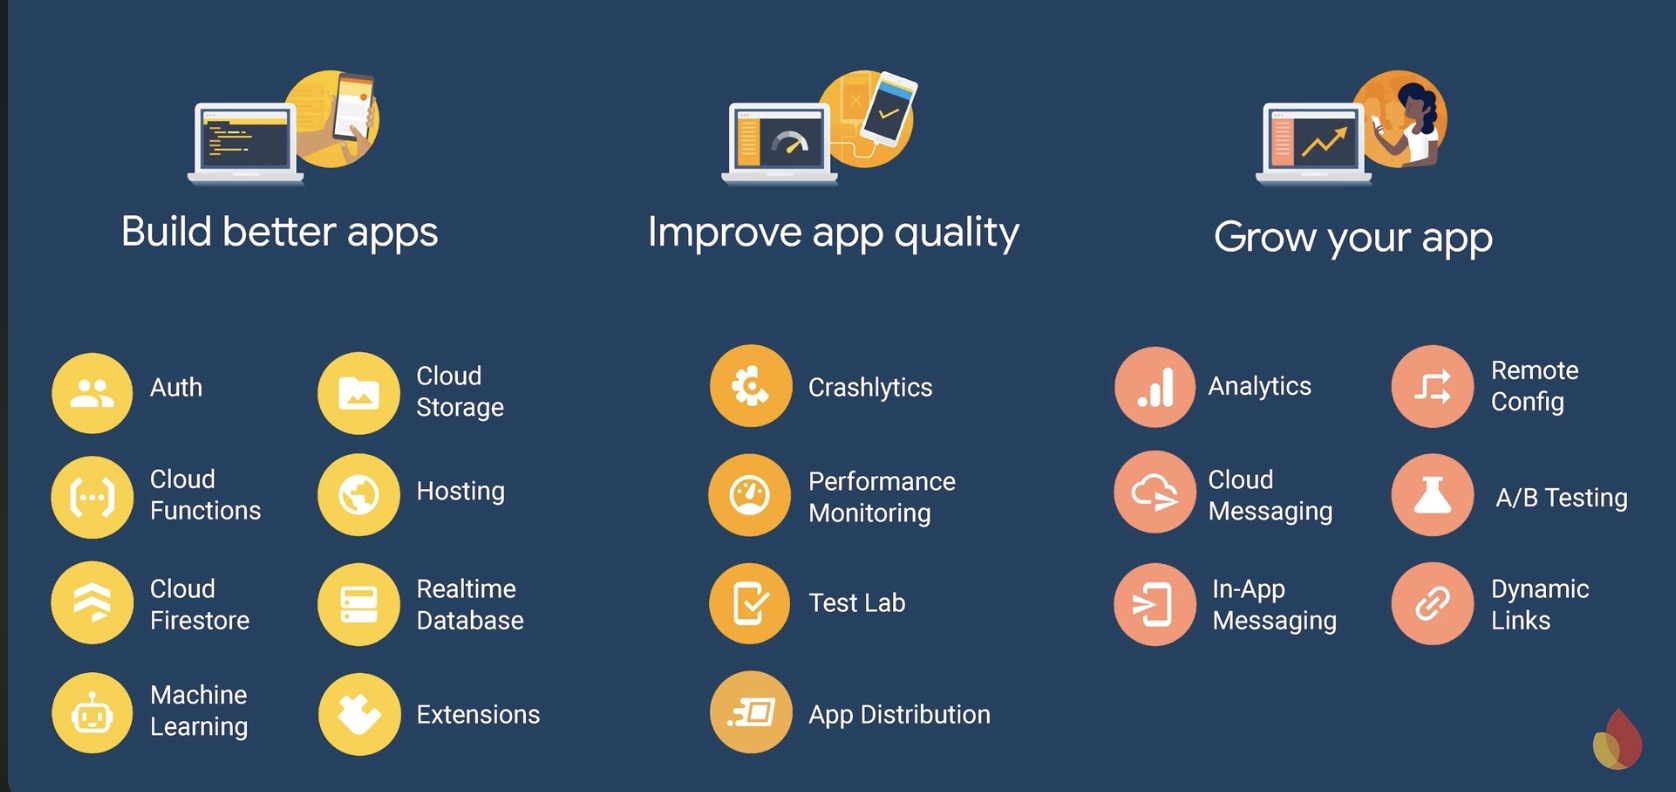 Build better apps
Improve app quality
Grow your app
Auth
Cloud
Storage
Cloud
Functions
Hosting
Cloud
Firestore
Realtime
Database
Machine
Learning
Extensions
Crashlytics
Performance
Monitoring
Test Lab
App Distribution
Analytics
Remote
Config
Cloud
Messaging
A/B Testing
In-App
Messaging
Dynamic
Links